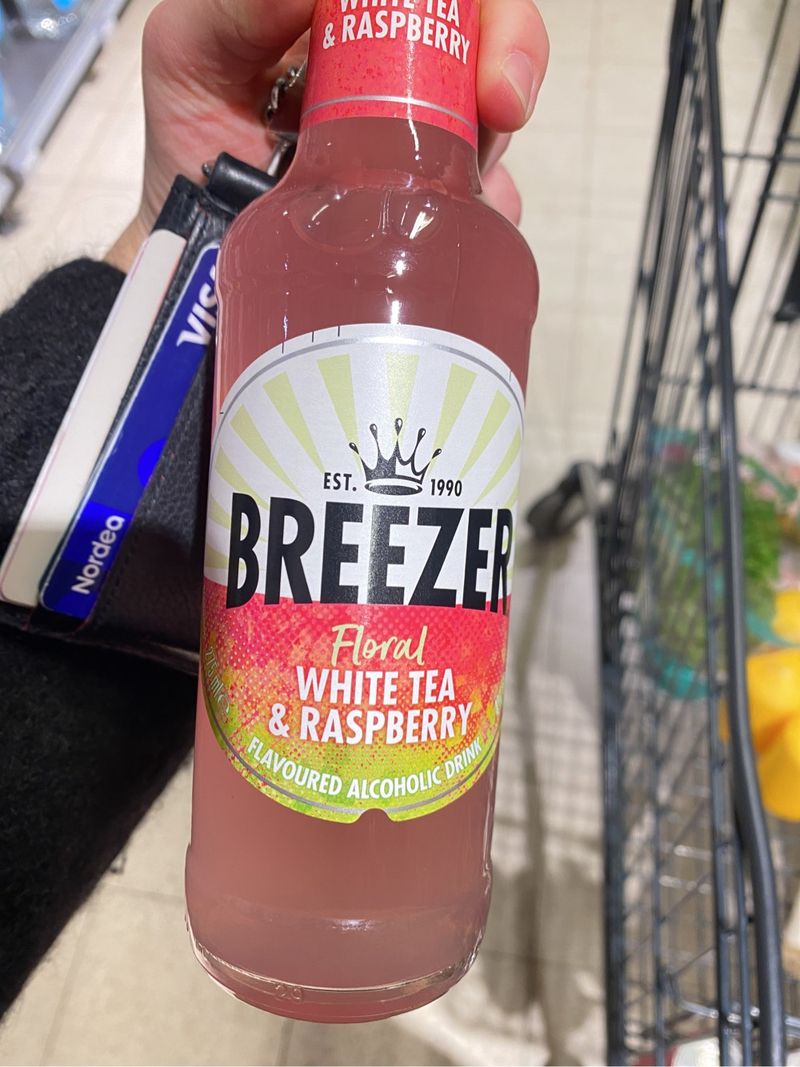 WHITE TEA
& RASPBERRY
VISA
Nordea
EST. 1990
BREEZER
Floral
WHITE TEA
& RASPBERRY
FLAVOURED ALCOHOLIC DRINK